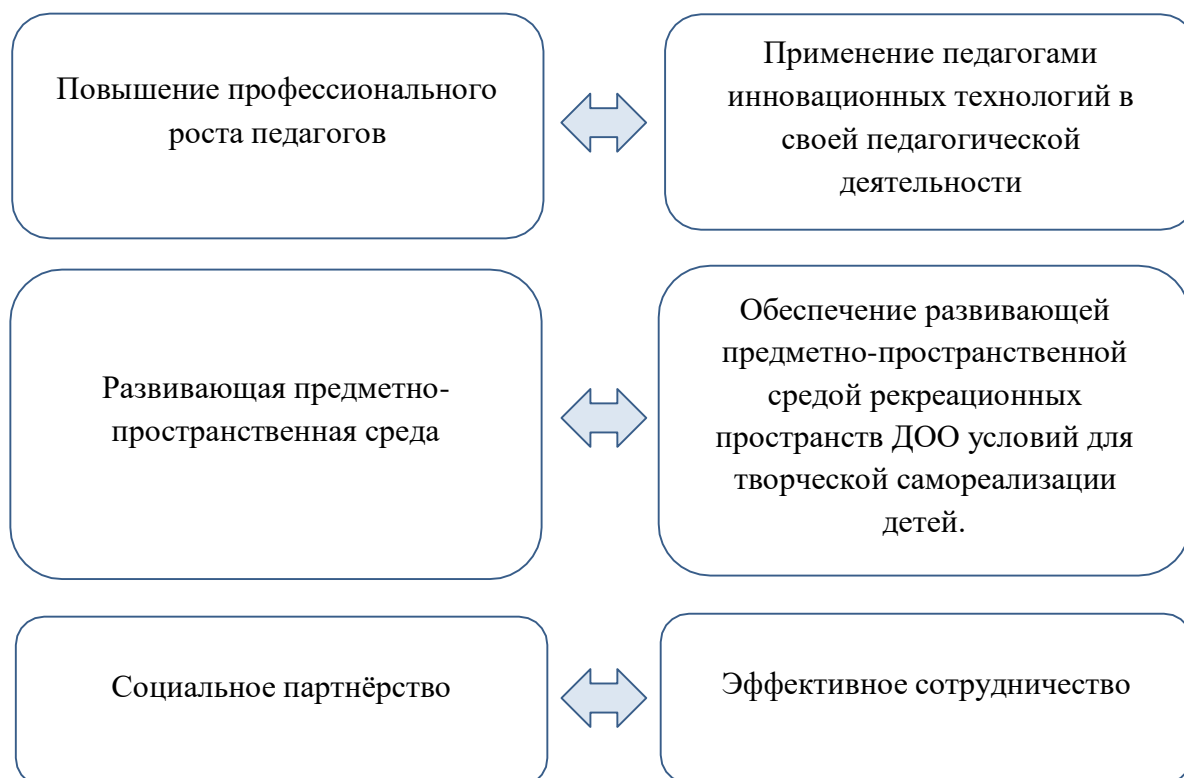 Повышение профессионального
роста педагогов
Применение педагогами
инновационных технологий в
своей педагогической
деятельности
Развивающая предметно-
пространственная среда
Обеспечение развивающей
предметно-пространственной
средой рекреационных
пространств ДОО условий для
творческой самореализации
детей.
Социальное партнёрство
Эффективное сотрудничество